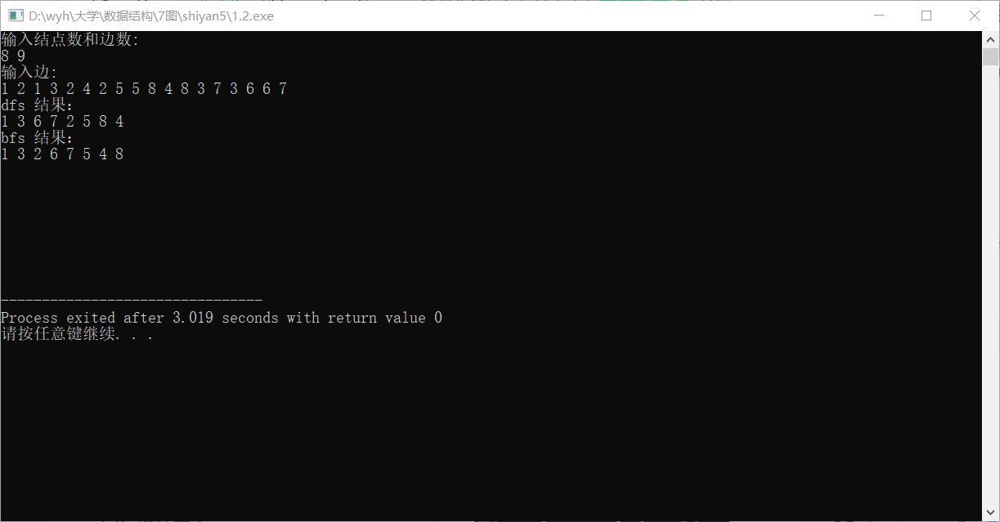 D:\wyh\大学\数据结构\7图\shiyan5\1.2.exe
输入结点数和边数:
8 9
输入边:
1 2 1 3 2 4 2 5 5 8 4 8 3 7 3 6 6 7
dfs 结果：
1 3 6 7 2 5 8 4
bfs 结果：
1 3 2 6 7 5 4 8
--------------------------------
Process exited after 3.019 seconds with return value 0
请按任意键继续. . .